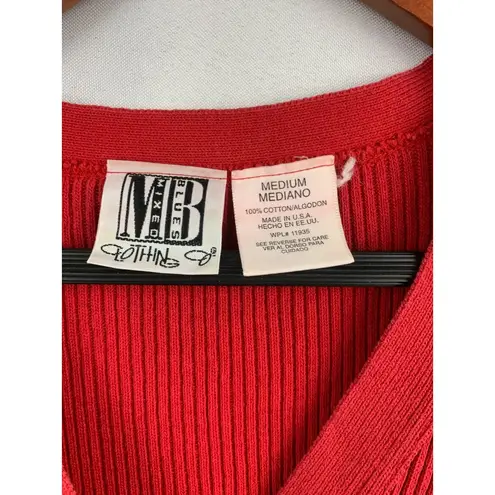 MB
MIXED
BLUES
CLOTHING CO.®
MEDIUM
MEDIANO
100% COTTON/ALGODON
MADE IN U.S.A.
HECHO EN EE.UU.
WPL# 11935
SEE REVERSE FOR CARE
VER AL DORSO PARA
CUIDADO